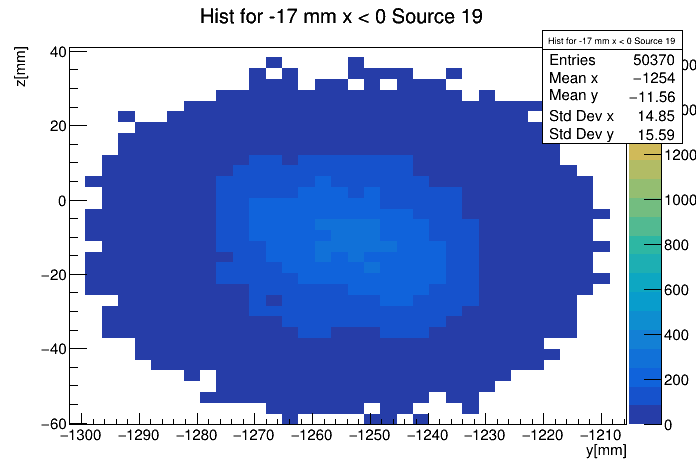 Hist for -17 mm x < 0 Source 19
Hist for -17 mm x < 0 Source 19
Entries 50370
Mean x −1254
Mean y −11.56
Std Dev x 14.85
Std Dev y 15.59
z[mm]
40
20
0
−20
−40
−60
−1300 −1290 −1280 −1270 −1260 −1250 −1240 −1230 −1220 −1210
y[mm]
1200
1000
800
600
400
200
0